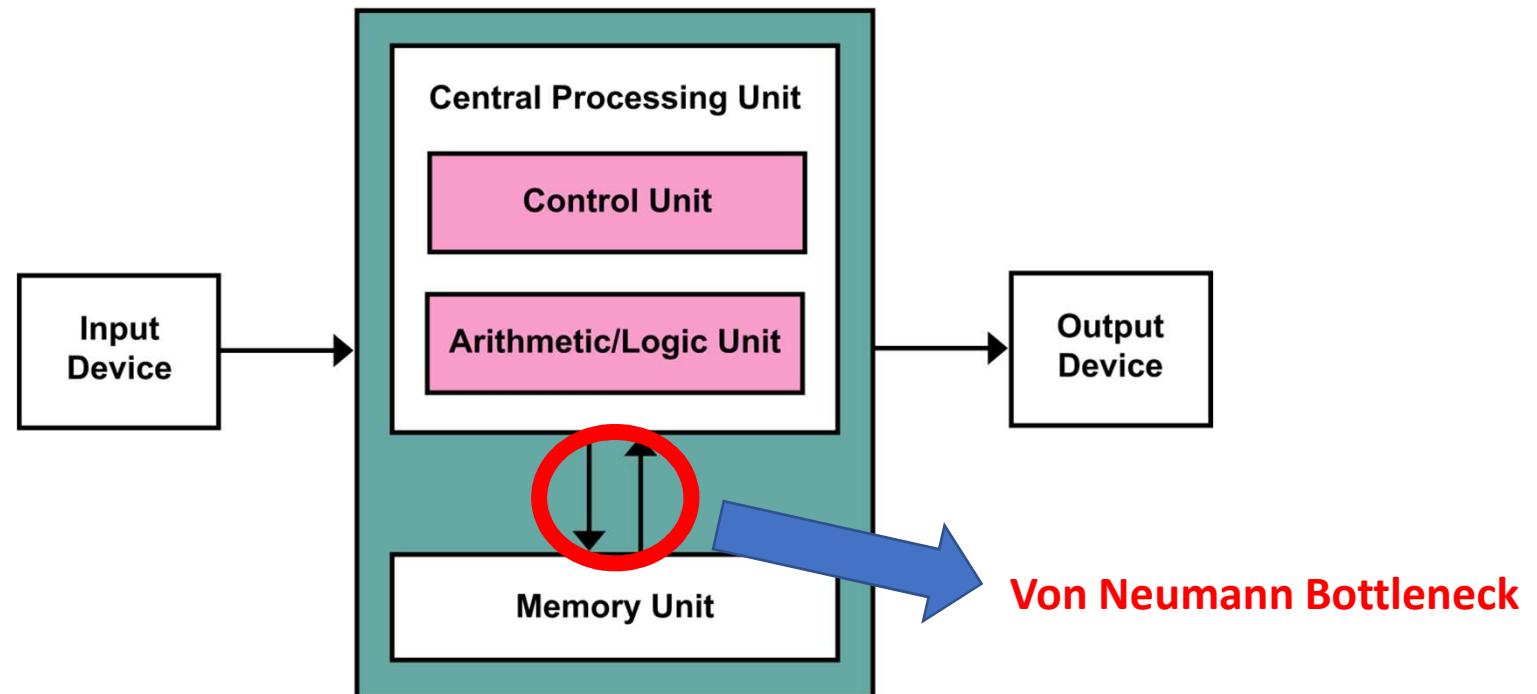 Central Processing Unit
Control Unit
Arithmetic/Logic Unit
Input
Device
Output
Device
Memory Unit
Von Neumann Bottleneck